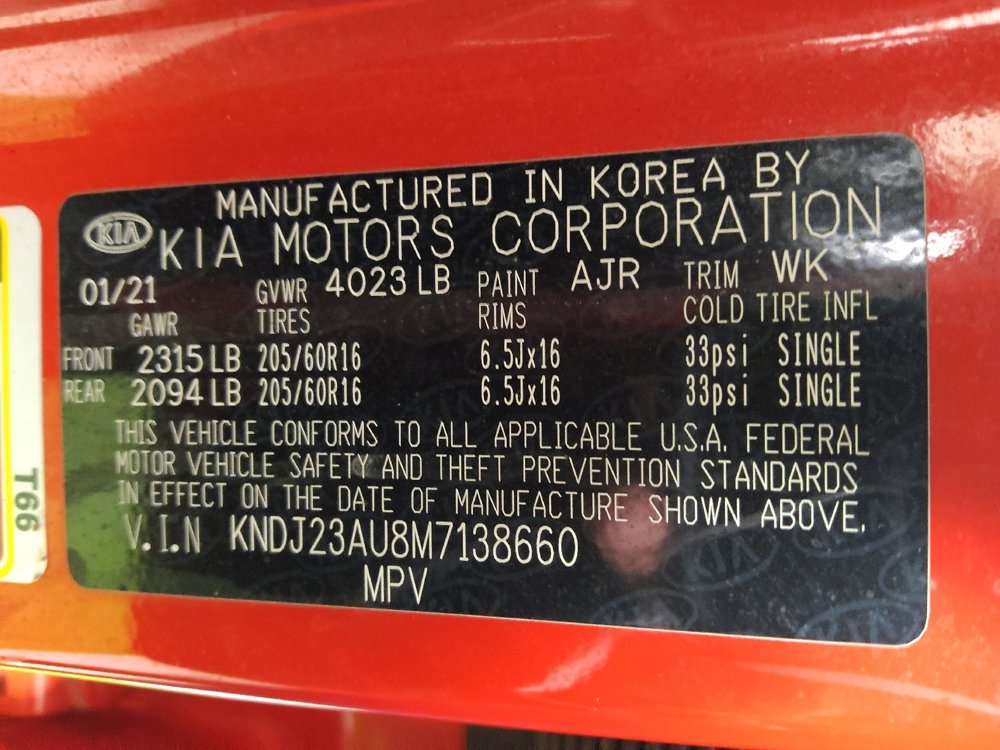 MANUFACTURED IN KOREA BY
KIA KIA MOTORS CORPORATION
01/21 GVWR 4023 LB PAINT AJR TRIM WK
GAWR TIRES RIMS COLD TIRE INFL
FRONT 2315 LB 205/60R16 6.5Jx16 33psi SINGLE
REAR 2094 LB 205/60R16 6.5Jx16 33psi SINGLE
THIS VEHICLE CONFORMS TO ALL APPLICABLE U.S.A. FEDERAL
MOTOR VEHICLE SAFETY AND THEFT PREVENTION STANDARDS
IN EFFECT ON THE DATE OF MANUFACTURE SHOWN ABOVE.
V.I.N KNDJ23AU8M7138660
MPV
T66